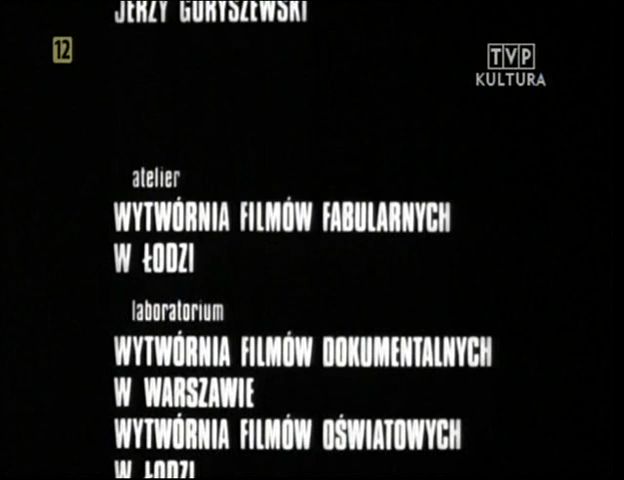 JERZY GORYSZEWSKI
12
TVP
KULTURA
atelier
WYTWÓRNIA FILMÓW FABULARNYCH
W ŁODZI
laboratorium
WYTWÓRNIA FILMÓW DOKUMENTALNYCH
W WARSZAWIE
WYTWÓRNIA FILMÓW OŚWIATOWYCH
W ŁODZI